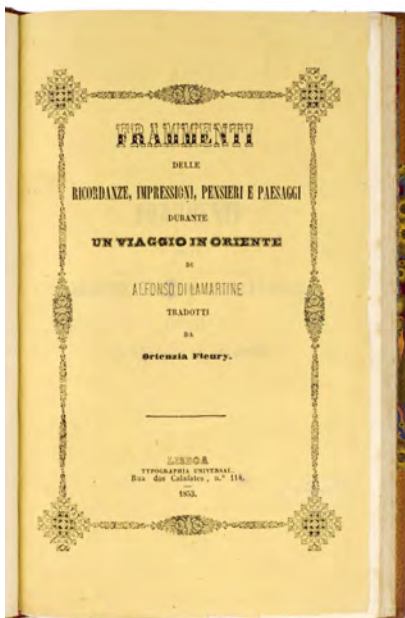 FRAMMENTI
DELLE
RICORDANZE, IMPRESSIONI, PENSIERI E PAESAGGI
DURANTE
UN VIAGGIO IN ORIENTE
DI
ALFONSO DI LAMARTINE
TRADOTTI
DA
Ortenzia Fleury.
LISBOA
TYPOGRAPHIA UNIVERSAL.
Rua dos Calafates, n.º 114.
1853.